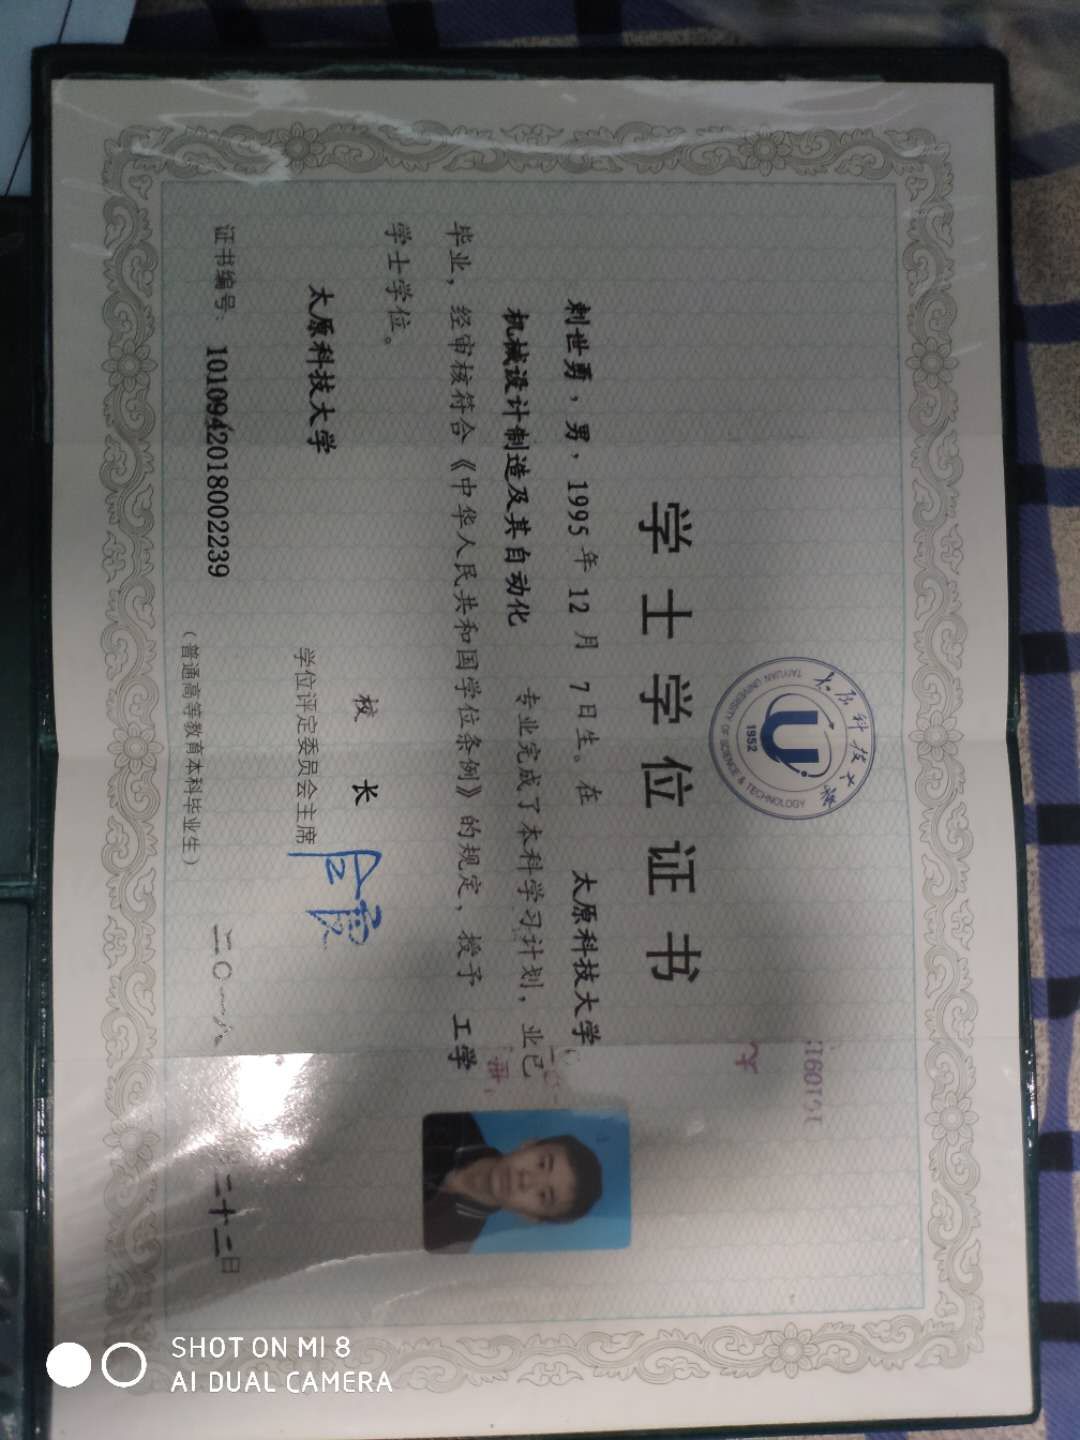 太原科技大学
TAIYUAN UNIVERSITY OF SCIENCE & TECHNOLOGY
1952
学士学位证书
刺世勇，男，1995年12月7日生。在 太原科技大学
机械设计制造及其自动化 专业完成了本科学习计划，业已
毕业，经审核符合《中华人民共和国学位条例》的规定，授予 工学
学士学位。
太原科技大学
校 长
学位评定委员会主席
证书编号：1010942018002239
二〇一八
二十二日
（普通高等教育本科毕业生）
SHOT ON MI 8
AI DUAL CAMERA